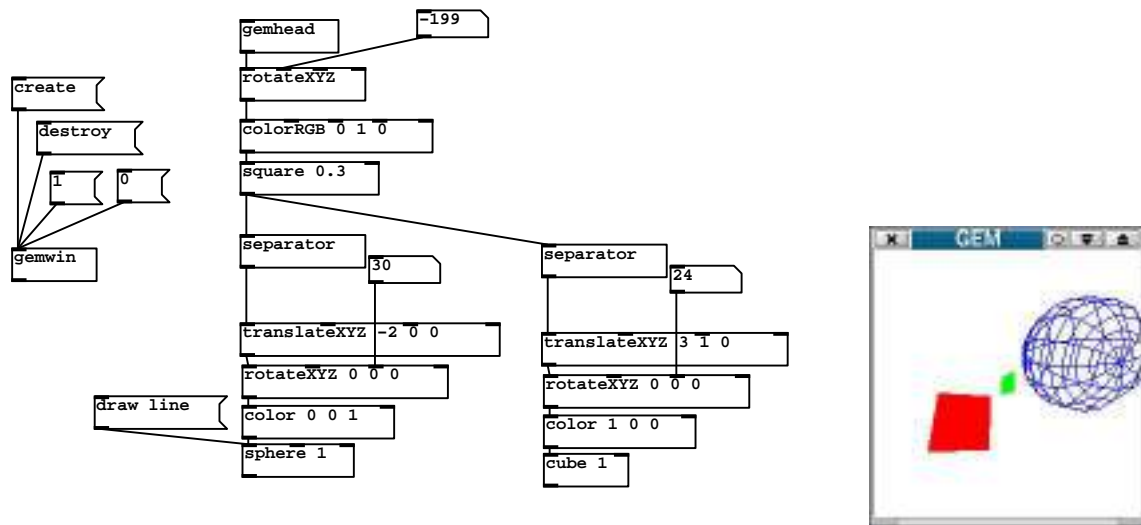 create
destroy
1
0
gemwin
gemhead
-199
rotateXYZ
colorRGB 0 1 0
square 0.3
separator
30
translateXYZ -2 0 0
rotateXYZ 0 0 0
draw line
color 0 0 1
sphere 1
separator
24
translateXYZ 3 1 0
rotateXYZ 0 0 0
color 1 0 0
cube 1
GEM